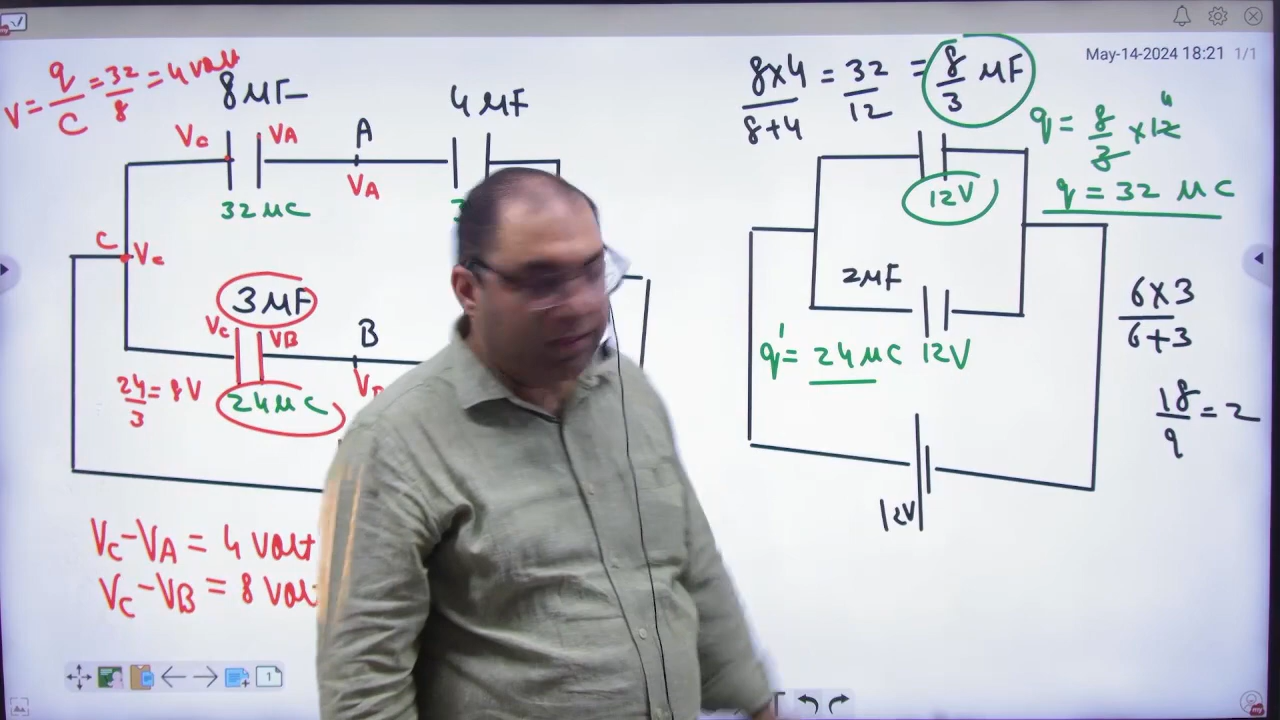 May-14-2024 18:21 1/1
V = q/C = 32/8 = 4 volt
8 μF
4 μF
Vc VA A
VA
32 μC
C Vc
3 μF
Vc VB B
24/3 = 8V
24 μC
Vc - VA = 4 volt
Vc - VB = 8 volt
8×4/8+4 = 32/12 = 8/3 μF
q = 8/3 × 12 4
q = 32 μC
12V
2 μF
q' = 24 μC 12V
12V
6×3/6+3
18/9 = 2
1